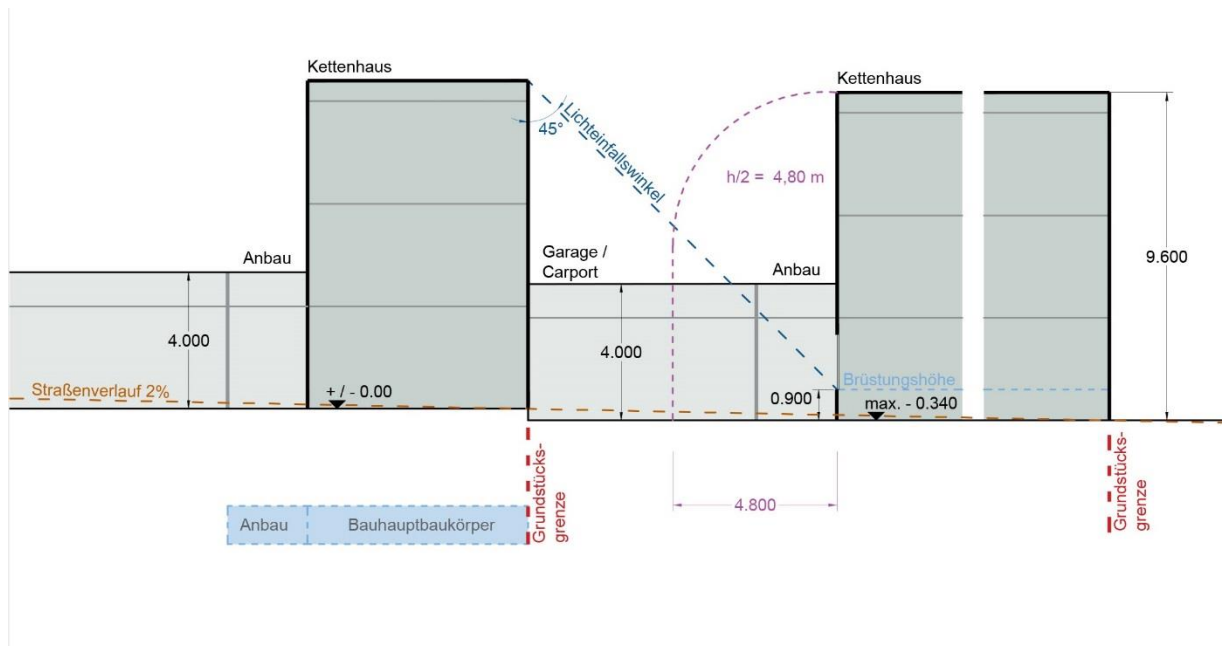 Kettenhaus
Kettenhaus
45°
Lichteinfallswinkel
h/2 = 4,80 m
Anbau
Garage /
Carport
Anbau
9.600
4.000
4.000
Straßenverlauf 2%
+ / - 0.00
0.900
Brüstungshöhe
max. - 0.340
Grundstücks-
grenze
4.800
Grundstücks-
grenze
Anbau
Bauhauptbaukörper